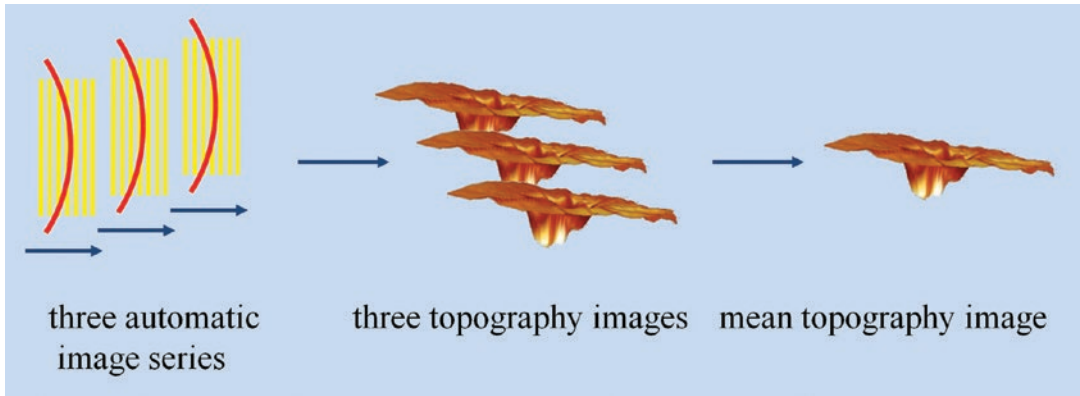 three automatic
image series
three topography images
mean topography image